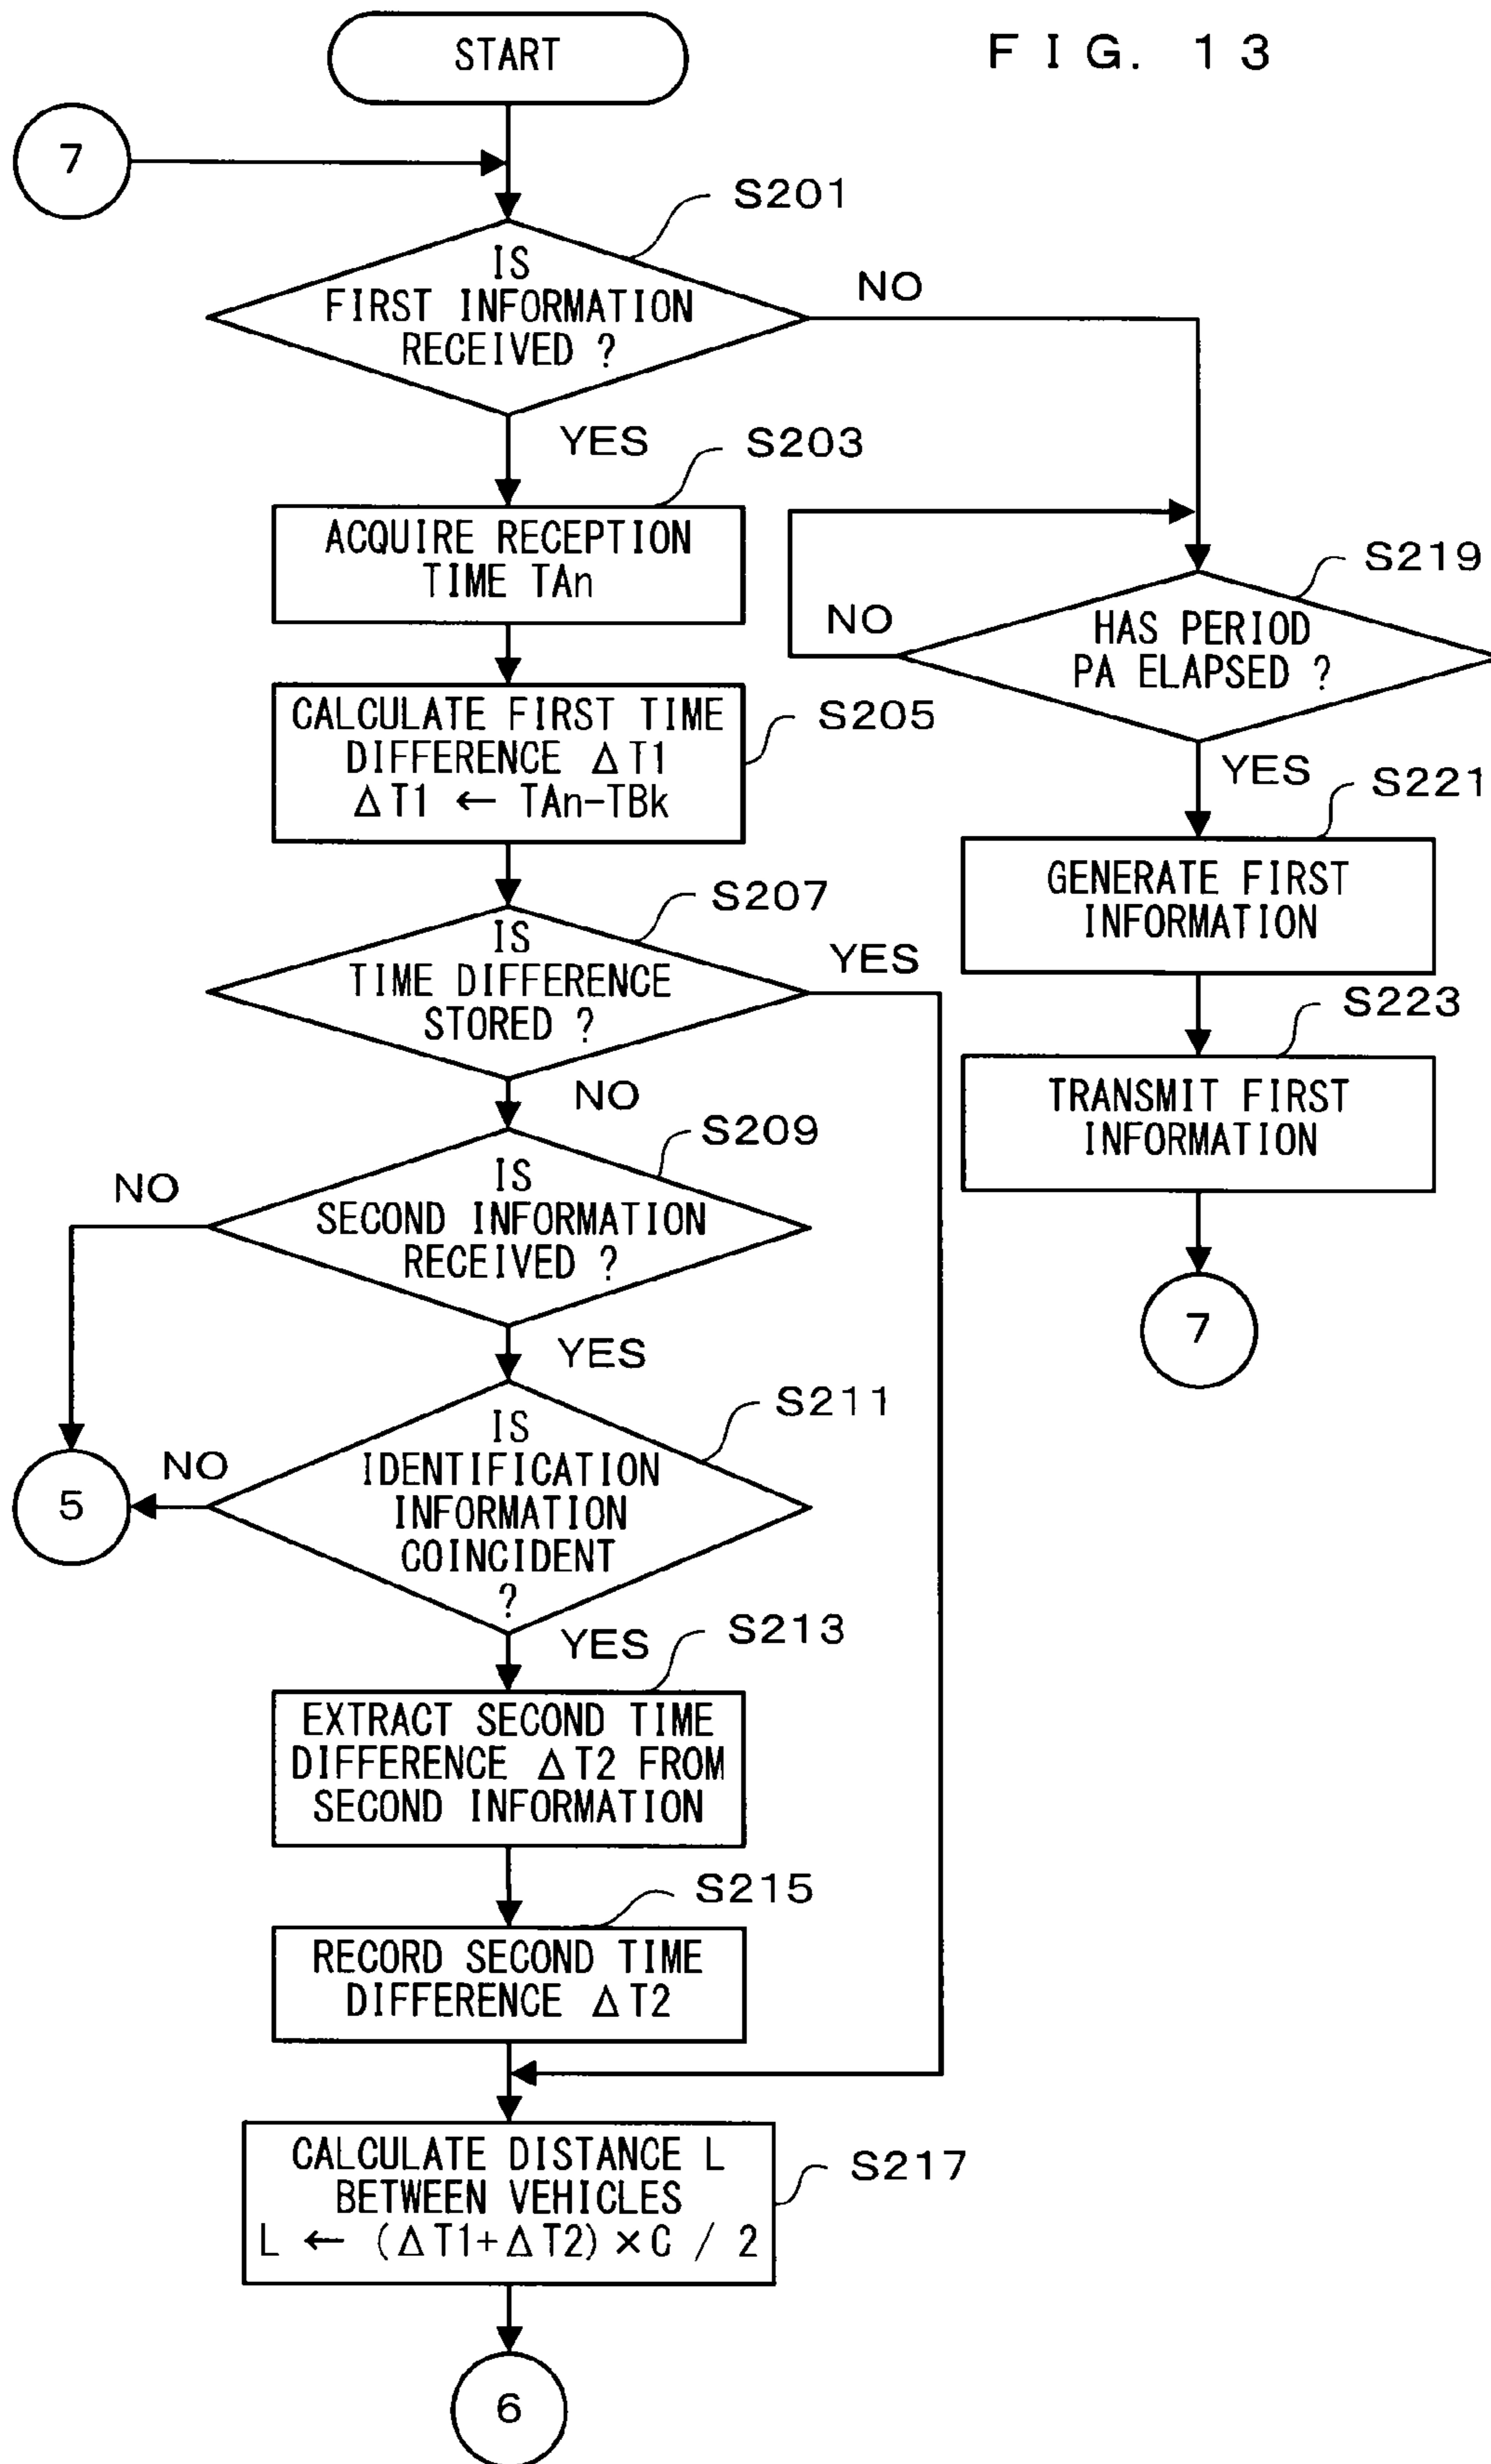 START
F I G. 1 3
7
S201
IS
FIRST INFORMATION
RECEIVED ?
NO
YES
S203
ACQUIRE RECEPTION
TIME TAn
S219
HAS PERIOD
PA ELAPSED ?
NO
CALCULATE FIRST TIME
DIFFERENCE ΔT1
ΔT1 ← TAn-TBk
S205
YES
S221
GENERATE FIRST
INFORMATION
S207
IS
TIME DIFFERENCE
STORED ?
YES
S223
TRANSMIT FIRST
INFORMATION
NO
S209
IS
SECOND INFORMATION
RECEIVED ?
NO
7
YES
S211
IS
IDENTIFICATION
INFORMATION
COINCIDENT
?
NO
5
YES
S213
EXTRACT SECOND TIME
DIFFERENCE ΔT2 FROM
SECOND INFORMATION
S215
RECORD SECOND TIME
DIFFERENCE ΔT2
CALCULATE DISTANCE L
BETWEEN VEHICLES
L ← (ΔT1+ΔT2)×C / 2
S217
6